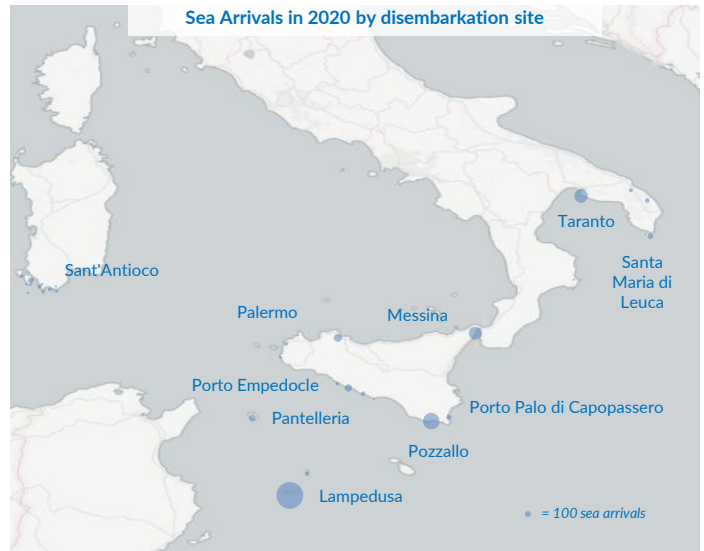 Sea Arrivals in 2020 by disembarkation site
Taranto
Santa
Maria di
Leuca
Sant'Antioco
Palermo
Messina
Porto Empedocle
Porto Palo di Capopassero
Pantelleria
Pozzallo
Lampedusa
= 100 sea arrivals